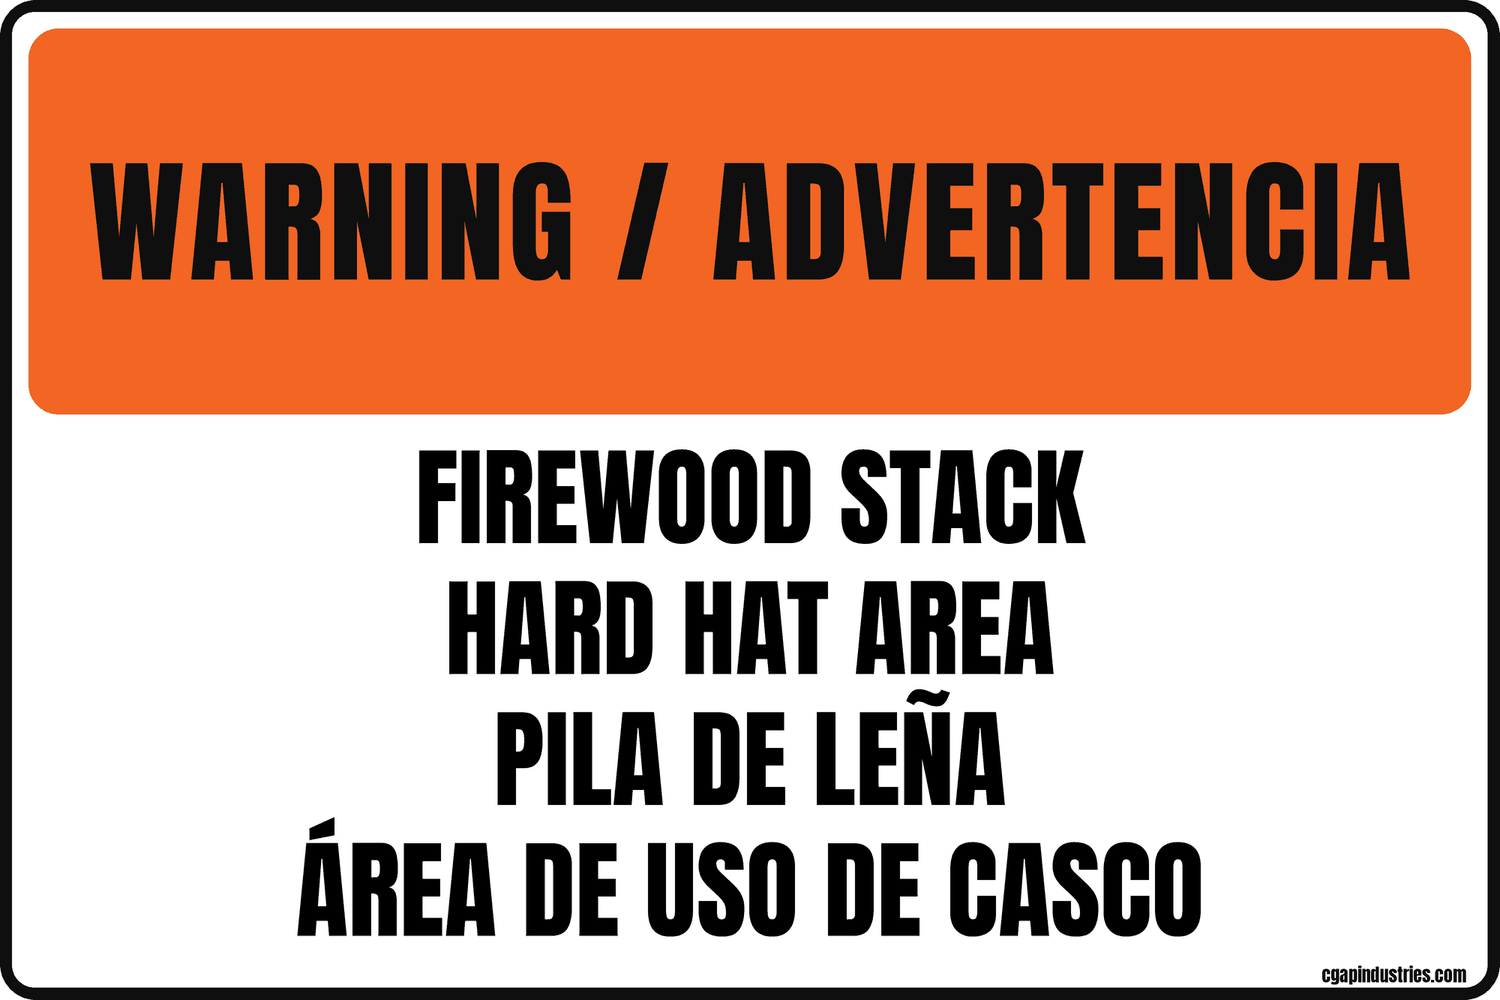 WARNING / ADVERTENCIA
FIREWOOD STACK
HARD HAT AREA
PILA DE LEÑA
ÁREA DE USO DE CASCO
cgapindustries.com